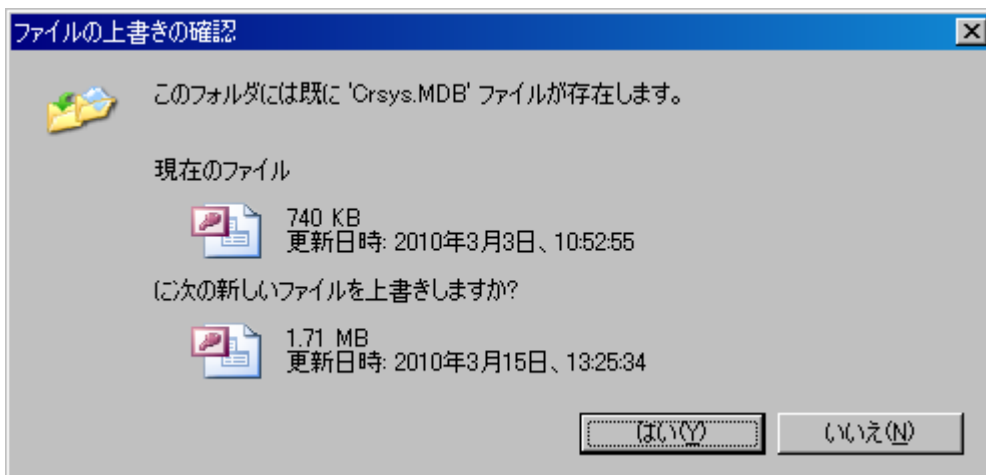 ファイルの上書きの確認
このフォルダには既に 'Crsys.MDB' ファイルが存在します。
現在のファイル
740 KB
更新日時: 2010年3月3日、10:52:55
に次の新しいファイルを上書きしますか?
1.71 MB
更新日時: 2010年3月15日、13:25:34
はい(Y)
いいえ(N)